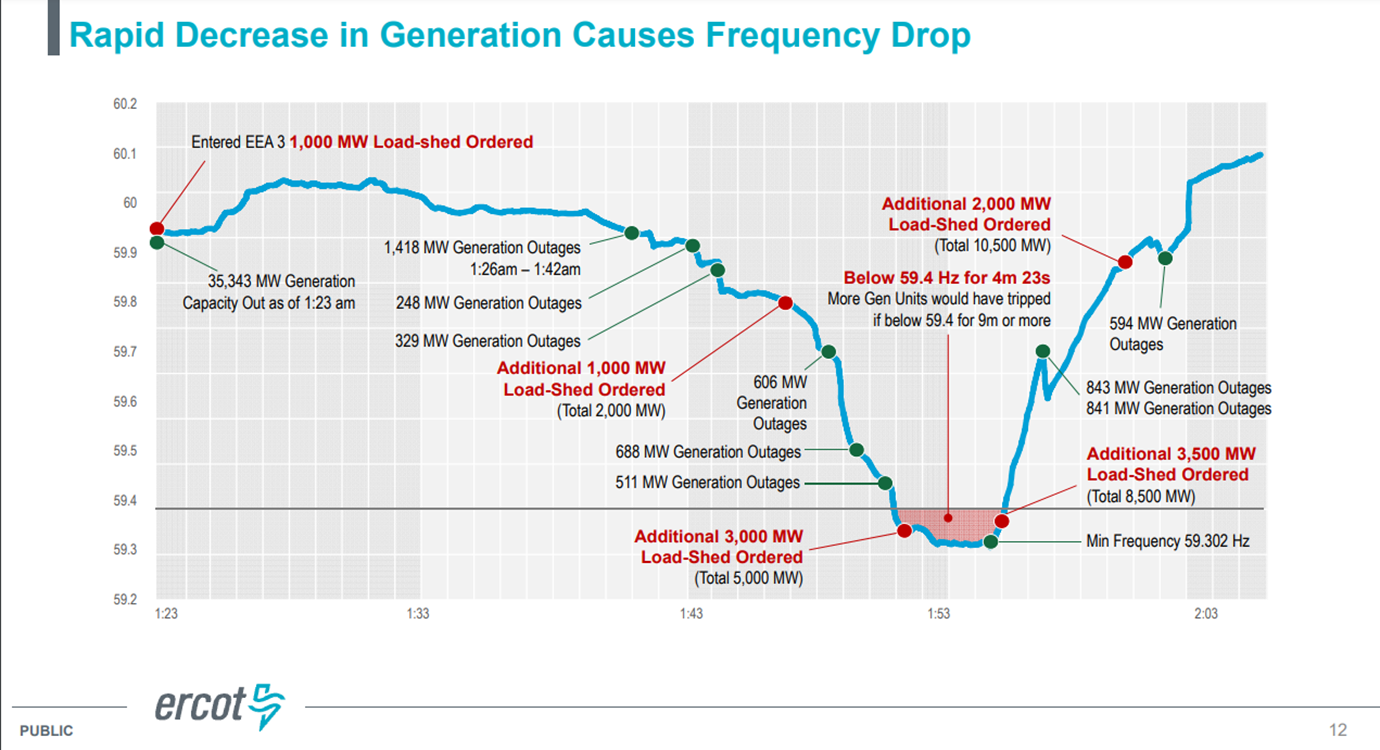 Rapid Decrease in Generation Causes Frequency Drop
60.2
60.1
60
59.9
59.8
59.7
59.6
59.5
59.4
59.3
59.2
Entered EEA 3 1,000 MW Load-shed Ordered
35,343 MW Generation
Capacity Out as of 1:23 am
1,418 MW Generation Outages
1:26am – 1:42am
248 MW Generation Outages
329 MW Generation Outages
Additional 1,000 MW
Load-Shed Ordered
(Total 2,000 MW)
606 MW
Generation
Outages
688 MW Generation Outages
511 MW Generation Outages
Additional 3,000 MW
Load-Shed Ordered
(Total 5,000 MW)
Additional 2,000 MW
Load-Shed Ordered
(Total 10,500 MW)
Below 59.4 Hz for 4m 23s
More Gen Units would have tripped
if below 59.4 for 9m or more
594 MW Generation
Outages
843 MW Generation Outages
841 MW Generation Outages
Additional 3,500 MW
Load-Shed Ordered
(Total 8,500 MW)
Min Frequency 59.302 Hz
1:23
1:33
1:43
1:53
2:03
ercot
PUBLIC
12